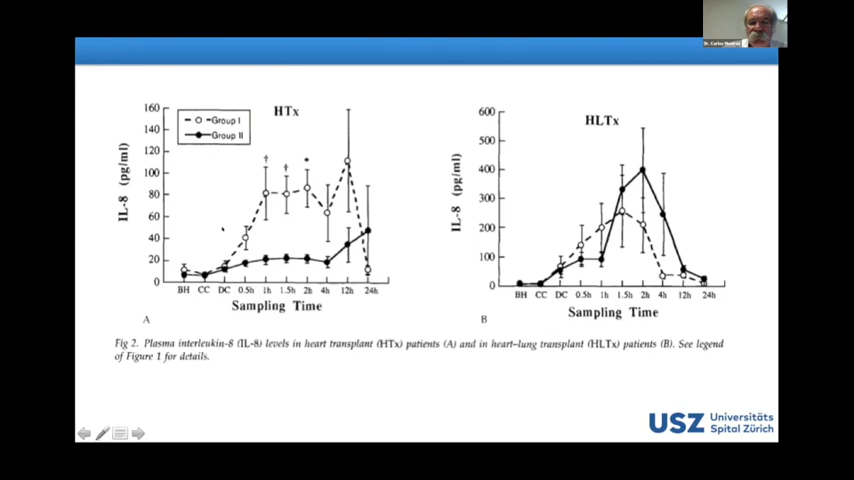 Dr. Carlos
HTx
Group I
Group II
IL-8 (pg/ml)
160
140
120
100
80
60
40
20
0
†
†
*
BH CC DC 0.5h 1h 1.5h 2h 4h 12h 24h
Sampling Time
A
HLTx
IL-8 (pg/ml)
600
500
400
300
200
100
0
BH CC DC 0.5h 1h 1.5h 2h 4h 12h 24h
Sampling Time
B
Fig 2. Plasma interleukin-8 (IL-8) levels in heart transplant (HTx) patients (A) and in heart–lung transplant (HLTx) patients (B). See legend
of Figure 1 for details.
USZ Universitäts
Spital Zürich